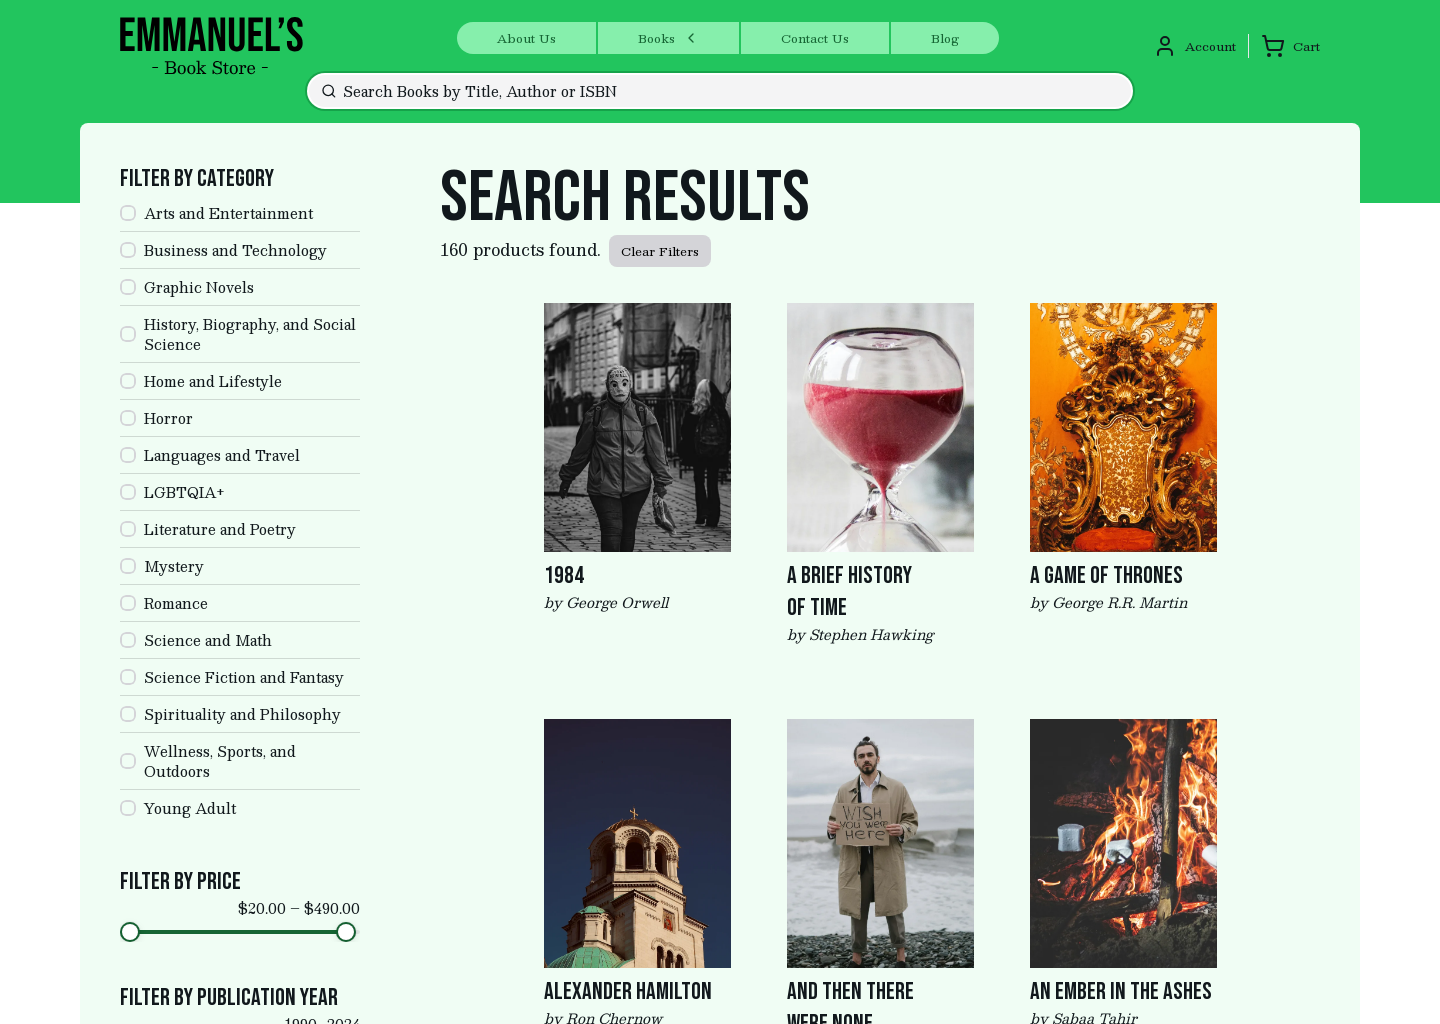 EMMANUEL'S
- Book Store -
About Us
Books
Contact Us
Blog
Account
Cart
Search Books by Title, Author or ISBN
FILTER BY CATEGORY
Arts and Entertainment
Business and Technology
Graphic Novels
History, Biography, and Social
Science
Home and Lifestyle
Horror
Languages and Travel
LGBTQIA+
Literature and Poetry
Mystery
Romance
Science and Math
Science Fiction and Fantasy
Spirituality and Philosophy
Wellness, Sports, and
Outdoors
Young Adult
FILTER BY PRICE
$20.00 – $490.00
FILTER BY PUBLICATION YEAR
1990–2024
SEARCH RESULTS
160 products found.
Clear Filters
1984
by George Orwell
A BRIEF HISTORY
OF TIME
by Stephen Hawking
A GAME OF THRONES
by George R.R. Martin
ALEXANDER HAMILTON
by Ron Chernow
WISH
you were
HERE
AND THEN THERE
WERE NONE
AN EMBER IN THE ASHES
by Sabaa Tahir